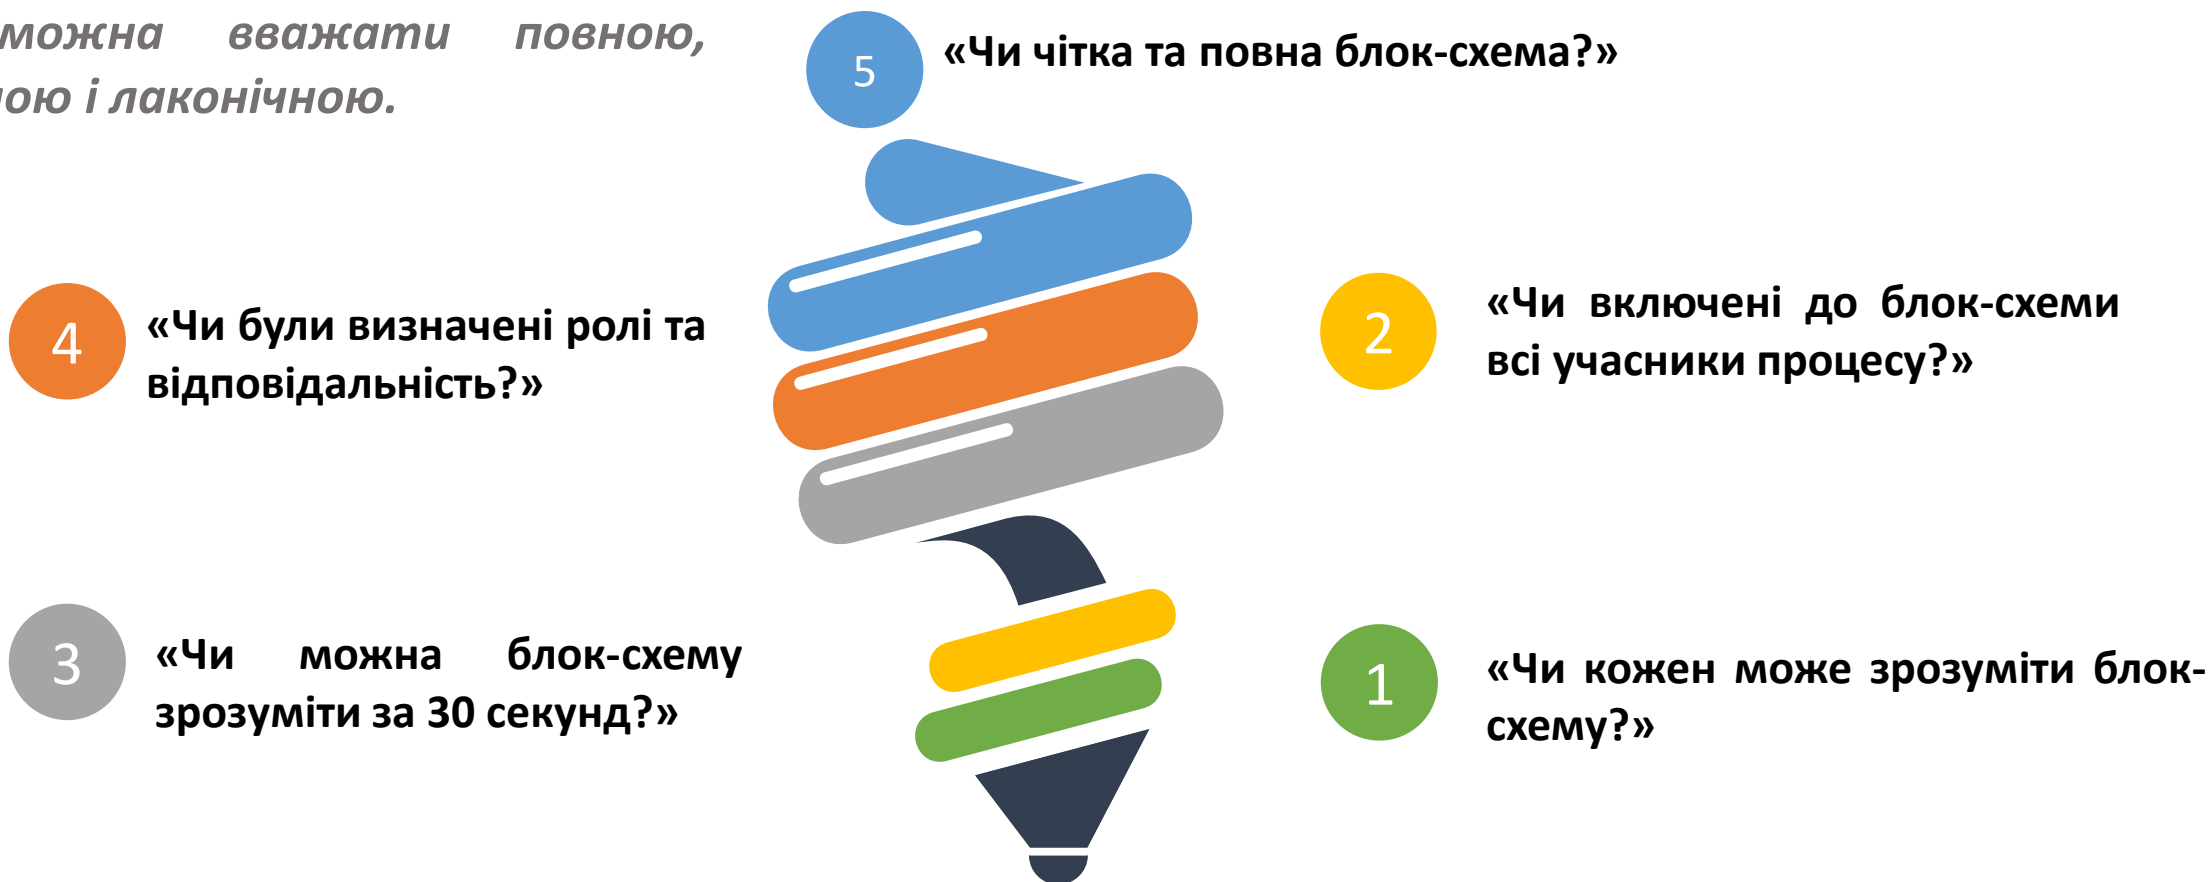 можна вважати повною,
і лаконічною.
5
«Чи чітка та повна блок-схема?»
4
«Чи були визначені ролі та
відповідальність?»
2
«Чи включені до блок-схеми
всі учасники процесу?»
3
«Чи можна блок-схему
зрозуміти за 30 секунд?»
1
«Чи кожен може зрозуміти блок-
схему?»